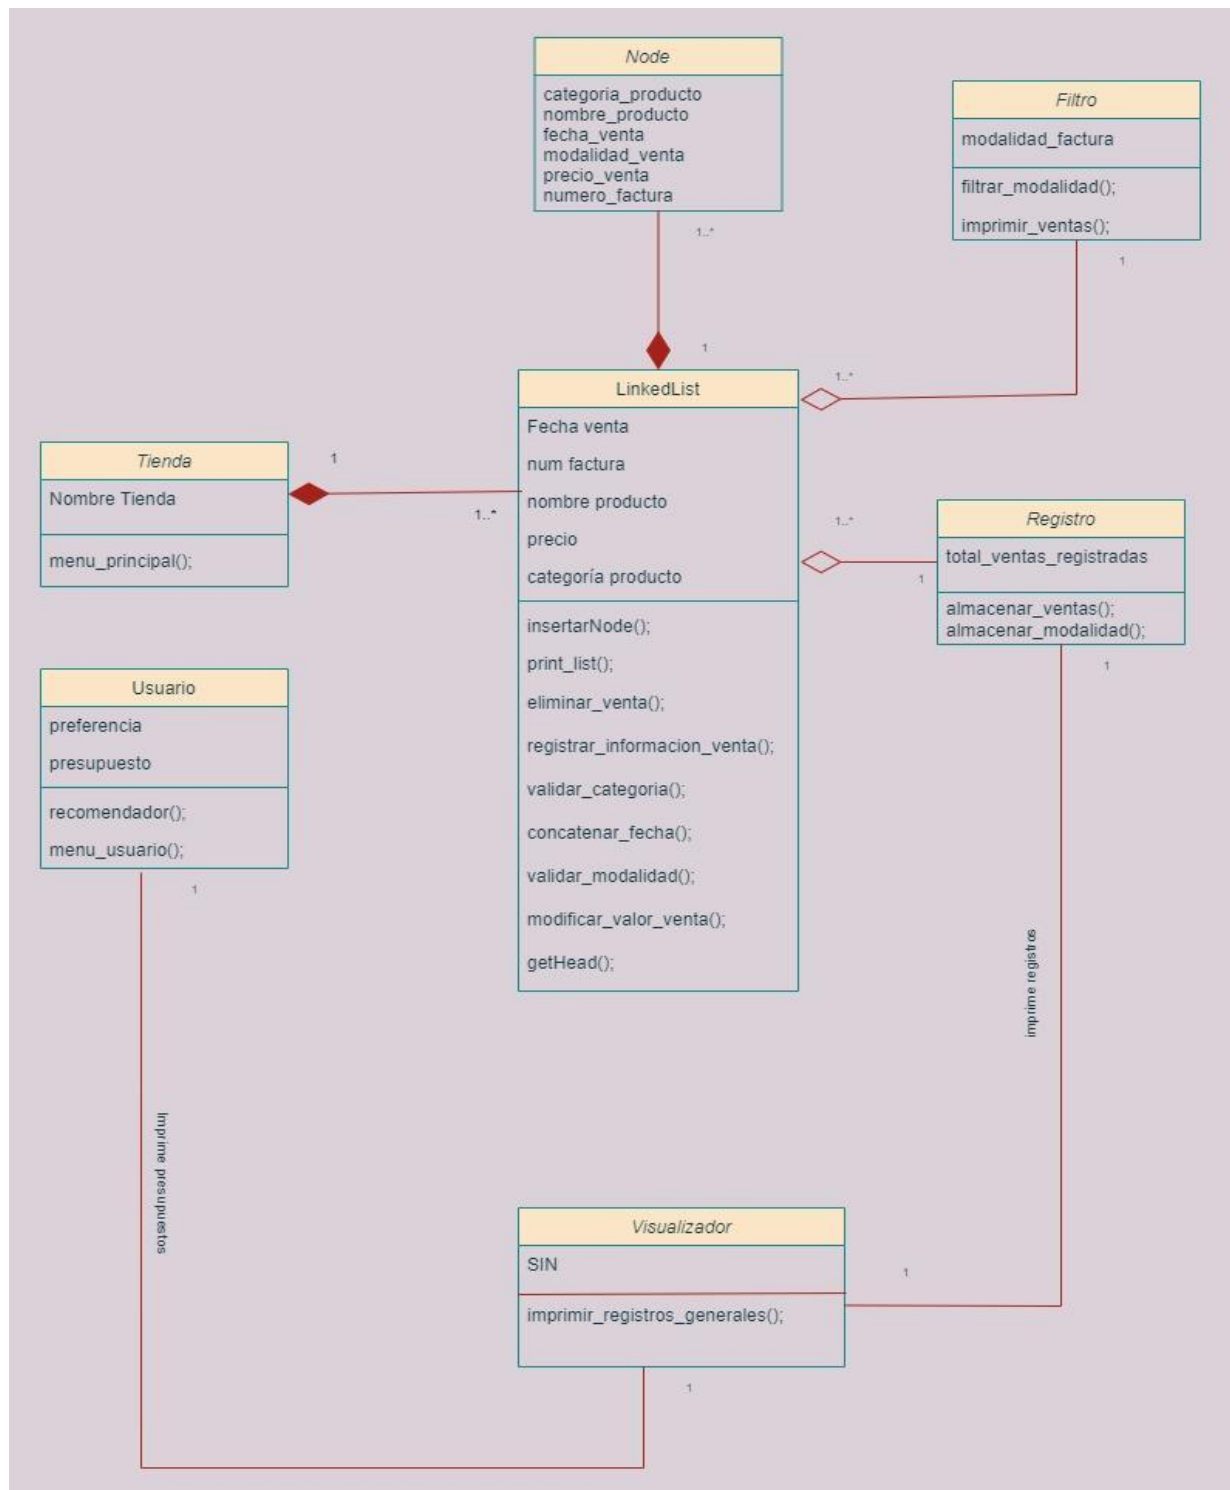 Node
categoria_producto
nombre_producto
fecha_venta
modalidad_venta
precio_venta
numero_factura
1..*
1
Filtro
modalidad_factura
filtrar_modalidad();
imprimir_ventas();
1
1..*
LinkedList
Fecha venta
num factura
nombre producto
precio
categoría producto
insertarNode();
print_list();
eliminar_venta();
registrar_informacion_venta();
validar_categoria();
concatenar_fecha();
validar_modalidad();
modificar_valor_venta();
getHead();
Tienda
Nombre Tienda
menu_principal();
1
1..*
Registro
total_ventas_registradas
almacenar_ventas();
almacenar_modalidad();
1..*
1
1
Usuario
preferencia
presupuesto
recomendador();
menu_usuario();
1
imprime registros
Imprime presupuestos
Visualizador
SIN
imprimir_registros_generales();
1
1